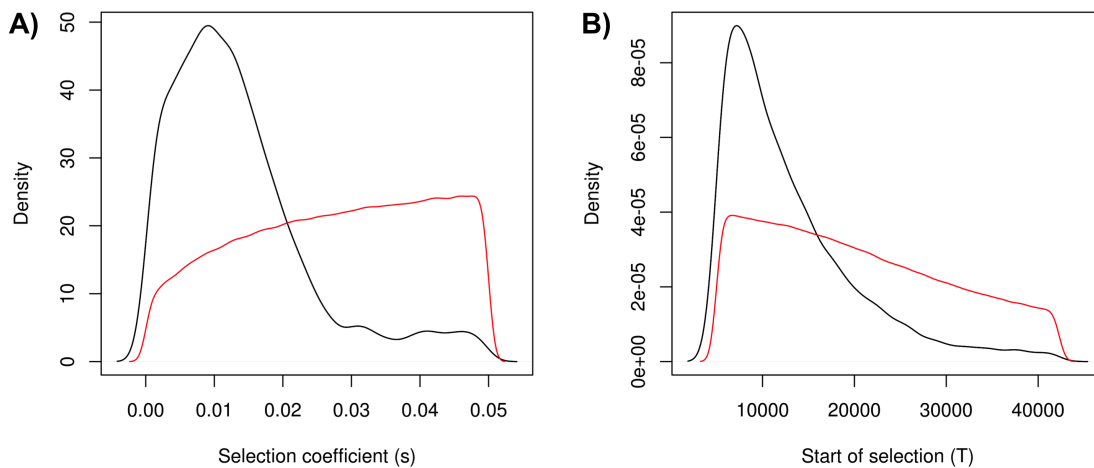 A)
Density
0
10
20
30
40
50
0.00 0.01 0.02 0.03 0.04 0.05
Selection coefficient (s)
B)
Density
0e+00
2e-05
4e-05
6e-05
8e-05
10000 20000 30000 40000
Start of selection (T)